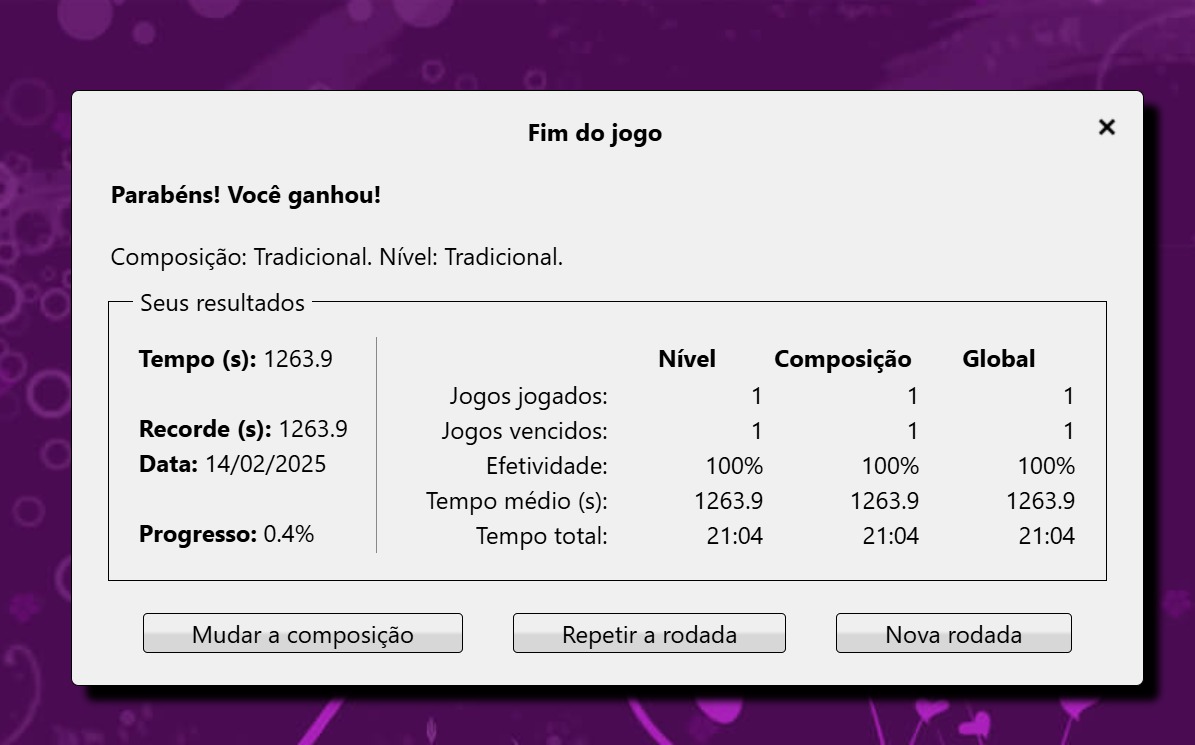 Fim do jogo
Parabéns! Você ganhou!
Composição: Tradicional. Nível: Tradicional.
Seus resultados
Tempo (s): 1263.9
Recorde (s): 1263.9
Data: 14/02/2025
Progresso: 0.4%
Nível Composição Global
Jogos jogados: 1 1 1
Jogos vencidos: 1 1 1
Efetividade: 100% 100% 100%
Tempo médio (s): 1263.9 1263.9 1263.9
Tempo total: 21:04 21:04 21:04
Mudar a composição Repetir a rodada Nova rodada